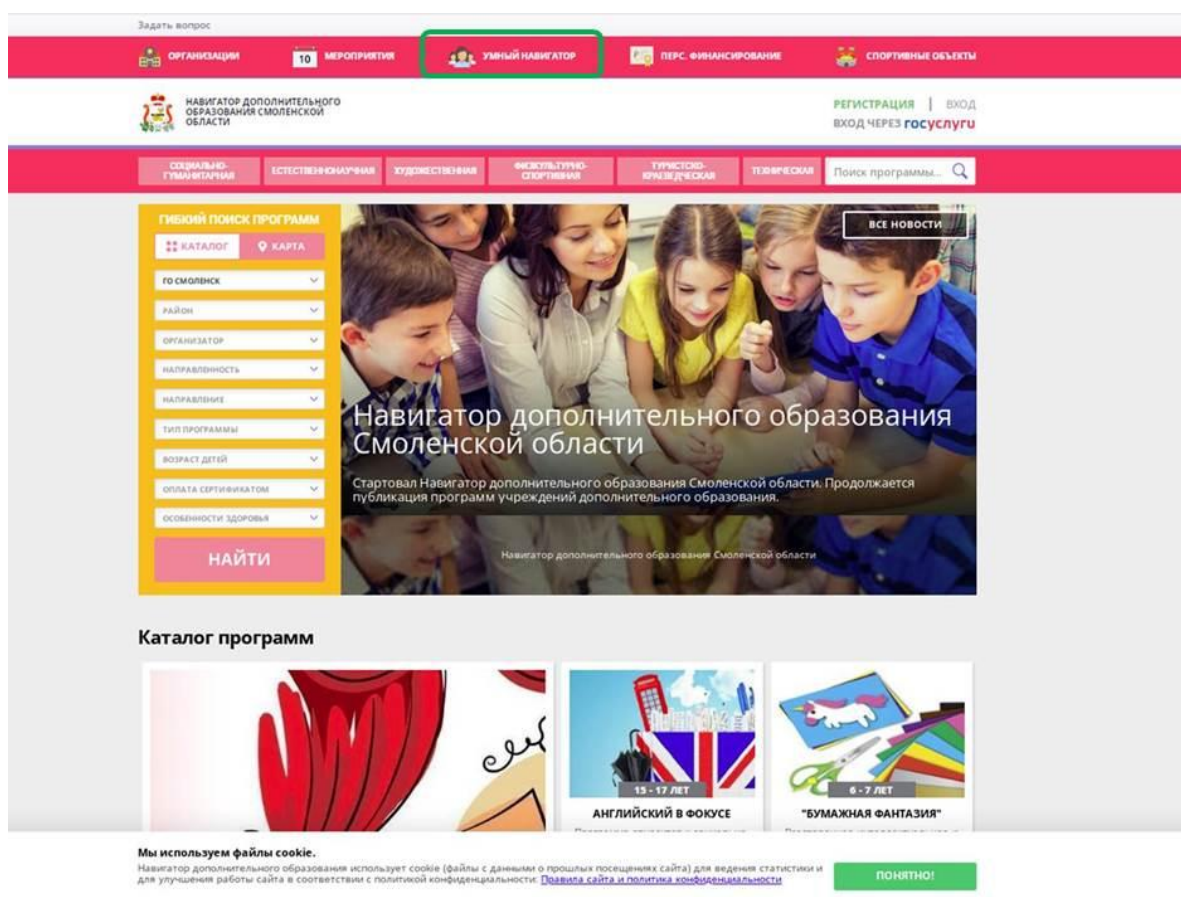 Задать вопрос
ОРГАНИЗАЦИИ
10 МЕРОПРИЯТИЯ
УМНЫЙ НАВИГАТОР
ПЕРС. ФИНАНСИРОВАНИЕ
СПОРТИВНЫЕ ОБЪЕКТЫ
НАВИГАТОР ДОПОЛНИТЕЛЬНОГО
ОБРАЗОВАНИЯ СМОЛЕНСКОЙ
ОБЛАСТИ
РЕГИСТРАЦИЯ | ВХОД
ВХОД ЧЕРЕЗ госуслуги
СОЦИАЛЬНО-
ГУМАНИТАРНАЯ
ЕСТЕСТВЕННОНАУЧНАЯ
ХУДОЖЕСТВЕННАЯ
ФИЗКУЛЬТУРНО-
СПОРТИВНАЯ
ТУРИСТСКО-
КРАЕВЕДЧЕСКАЯ
ТЕХНИЧЕСКАЯ
Поиск программы...
ГИБКИЙ ПОИСК ПРОГРАММ
КАТАЛОГ
КАРТА
ГО СМОЛЕНСК
РАЙОН
ОРГАНИЗАТОР
НАПРАВЛЕННОСТЬ
НАПРАВЛЕНИЕ
ТИП ПРОГРАММЫ
ВОЗРАСТ ДЕТЕЙ
ОПЛАТА СЕРТИФИКАТОМ
ОСОБЕННОСТИ ЗДОРОВЬЯ
НАЙТИ
ВСЕ НОВОСТИ
Навигатор дополнительного образования
Смоленской области
Стартовал Навигатор дополнительного образования Смоленской области. Продолжается
публикация программ учреждений дополнительного образования.
Навигатор дополнительного образования Смоленской области
Каталог программ
15 - 17 ЛЕТ
АНГЛИЙСКИЙ В ФОКУСЕ
6 - 7 ЛЕТ
"БУМАЖНАЯ ФАНТАЗИЯ"
Мы используем файлы cookie.
Навигатор дополнительного образования использует cookie (файлы с данными о прошлых посещениях сайта) для ведения статистики и
для улучшения работы сайта в соответствии с политикой конфиденциальности: Правила сайта и политика конфиденциальности
ПОНЯТНО!